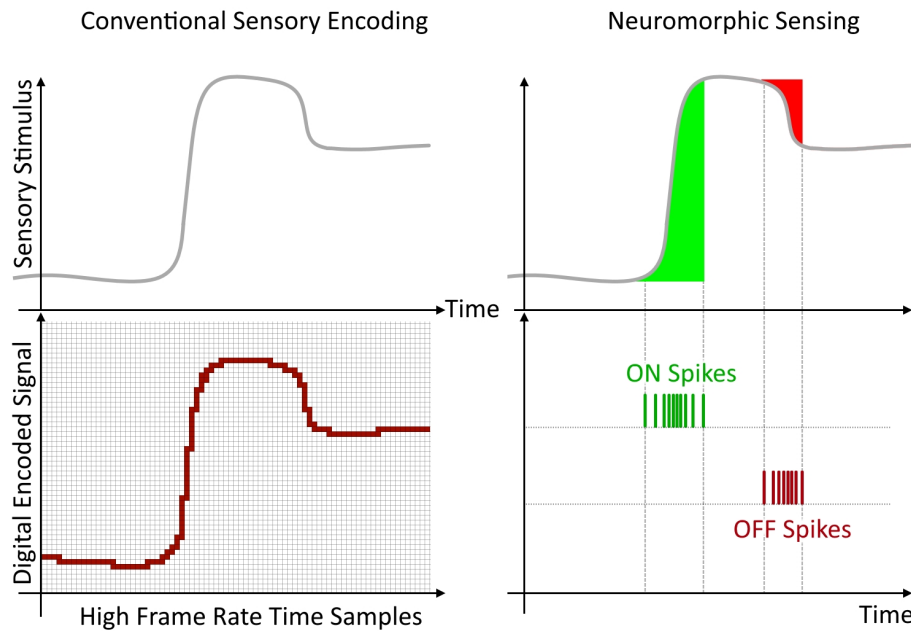 Conventional Sensory Encoding
Neuromorphic Sensing
Sensory Stimulus
Time
Digital Encoded Signal
High Frame Rate Time Samples
ON Spikes
OFF Spikes
Time